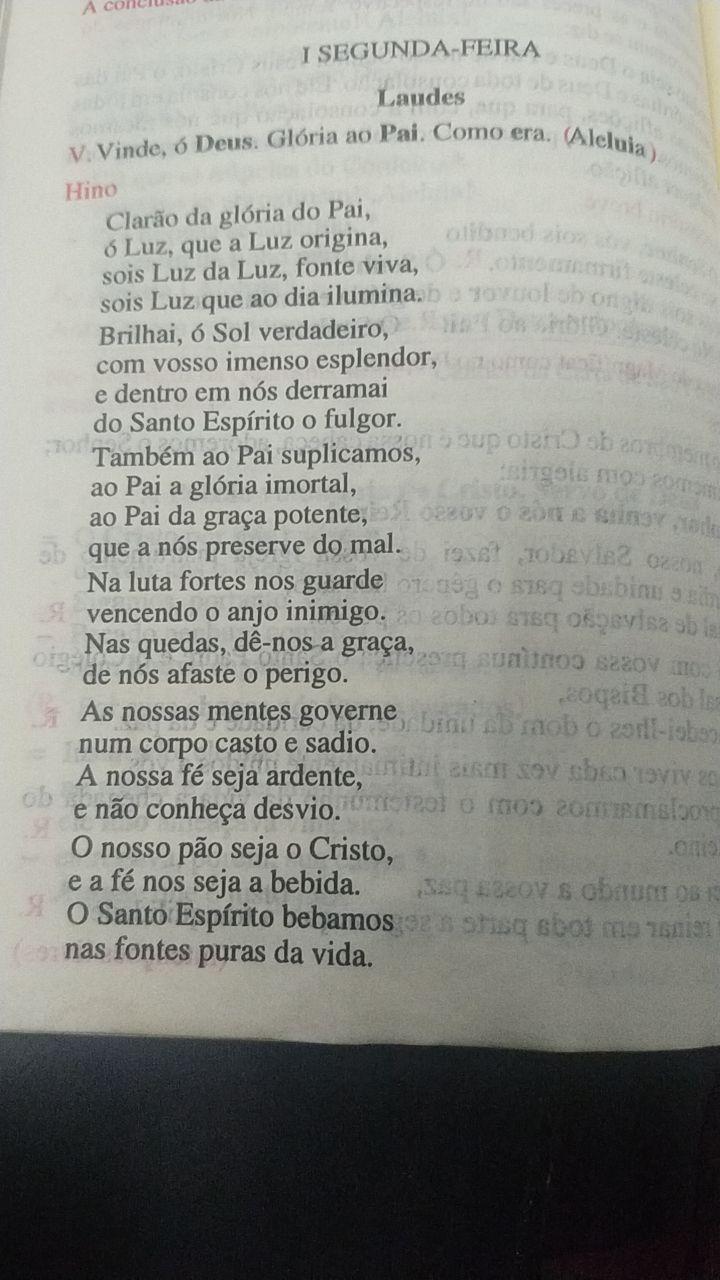 A conclusão
I SEGUNDA-FEIRA
Laudes
V. Vinde, ó Deus. Glória ao Pai. Como era. (Aleluia).
Hino
Clarão da glória do Pai,
ó Luz, que a Luz origina,
sois Luz da Luz, fonte viva,
sois Luz que ao dia ilumina.
Brilhai, ó Sol verdadeiro,
com vosso imenso esplendor,
e dentro em nós derramai
do Santo Espírito o fulgor.
Também ao Pai suplicamos,
ao Pai a glória imortal,
ao Pai da graça potente,
que a nós preserve do mal.
Na luta fortes nos guarde
vencendo o anjo inimigo.
Nas quedas, dê-nos a graça,
de nós afaste o perigo.
As nossas mentes governe
num corpo casto e sadio.
A nossa fé seja ardente,
e não conheça desvio.
O nosso pão seja o Cristo,
e a fé nos seja a bebida.
O Santo Espírito bebamos
nas fontes puras da vida.